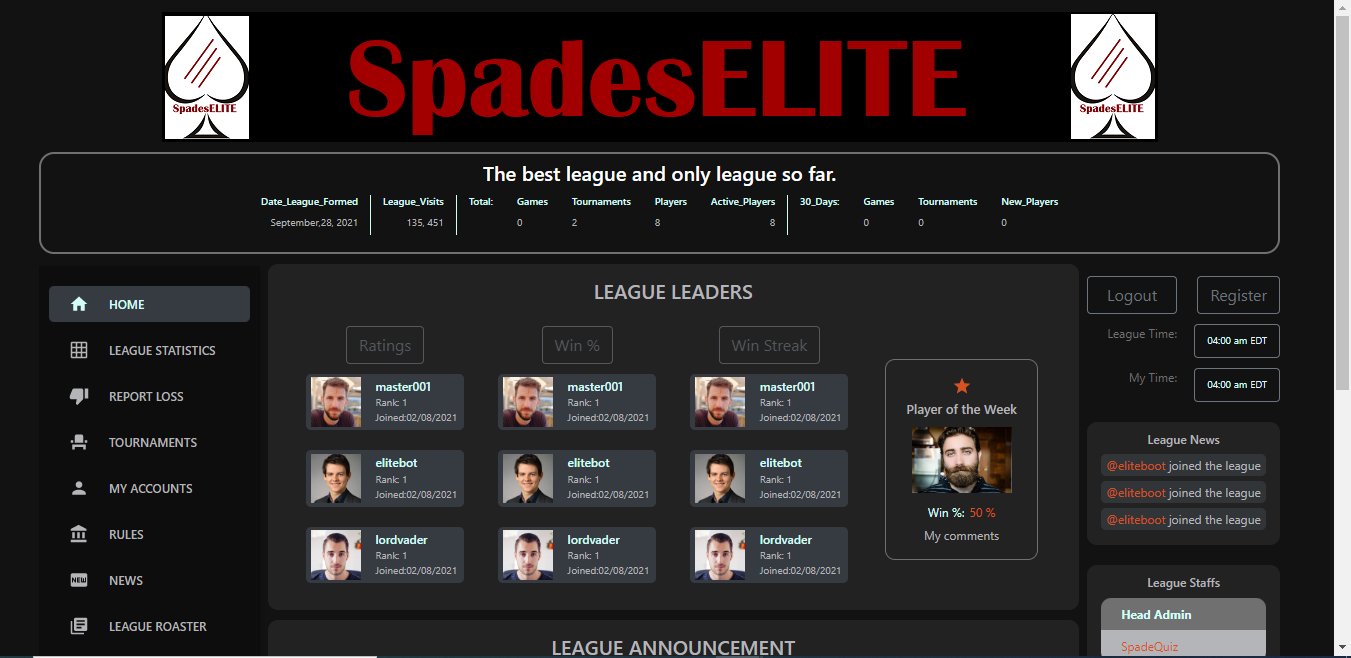 SpadesELITE
SpadesELITE
SpadesELITE
The best league and only league so far.
Date_League_Formed League_Visits Total: Games Tournaments Players Active_Players 30_Days: Games Tournaments New_Players
September,28, 2021 135, 451 0 2 8 8 0 0 0
HOME
LEAGUE STATISTICS
REPORT LOSS
TOURNAMENTS
MY ACCOUNTS
RULES
NEW
NEWS
LEAGUE ROASTER
LEAGUE LEADERS
Ratings
master001
Rank: 1
Joined:02/08/2021
elitebot
Rank: 1
Joined:02/08/2021
lordvader
Rank: 1
Joined:02/08/2021
Win %
master001
Rank: 1
Joined:02/08/2021
elitebot
Rank: 1
Joined:02/08/2021
lordvader
Rank: 1
Joined:02/08/2021
Win Streak
master001
Rank: 1
Joined:02/08/2021
elitebot
Rank: 1
Joined:02/08/2021
lordvader
Rank: 1
Joined:02/08/2021
Player of the Week
Win %: 50 %
My comments
LEAGUE ANNOUNCEMENT
Logout Register
League Time: 04:00 am EDT
My Time: 04:00 am EDT
League News
@eliteboot joined the league
@eliteboot joined the league
@eliteboot joined the league
League Staffs
Head Admin
SpadeQuiz